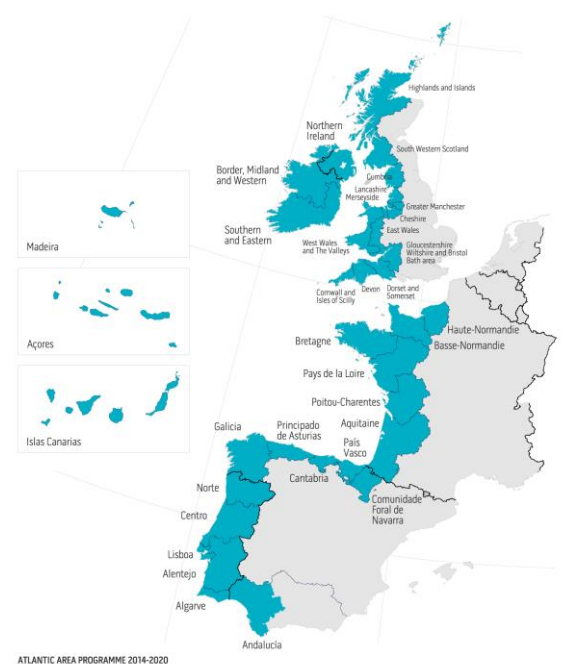 Highlands and Islands
Northern
Ireland
South Western Scotland
Border, Midland
and Western
Cumbria
Lancashire
Merseyside
Greater Manchester
Cheshire
East Wales
Southern
and Eastern
West Wales
and The Valleys
Gloucestershire
Wiltshire and Bristol
Bath area
Cornwall and
Isles of Scilly
Devon
Dorset and
Somerset
Madeira
Açores
Islas Canarias
Haute-Normandie
Basse-Normandie
Bretagne
Pays de la Loire
Poitou-Charentes
Aquitaine
País
Vasco
Galicia
Principado
de Asturias
Cantabria
Comunidade
Foral de
Navarra
Norte
Centro
Lisboa
Alentejo
Algarve
Andalucía
ATLANTIC AREA PROGRAMME 2014-2020